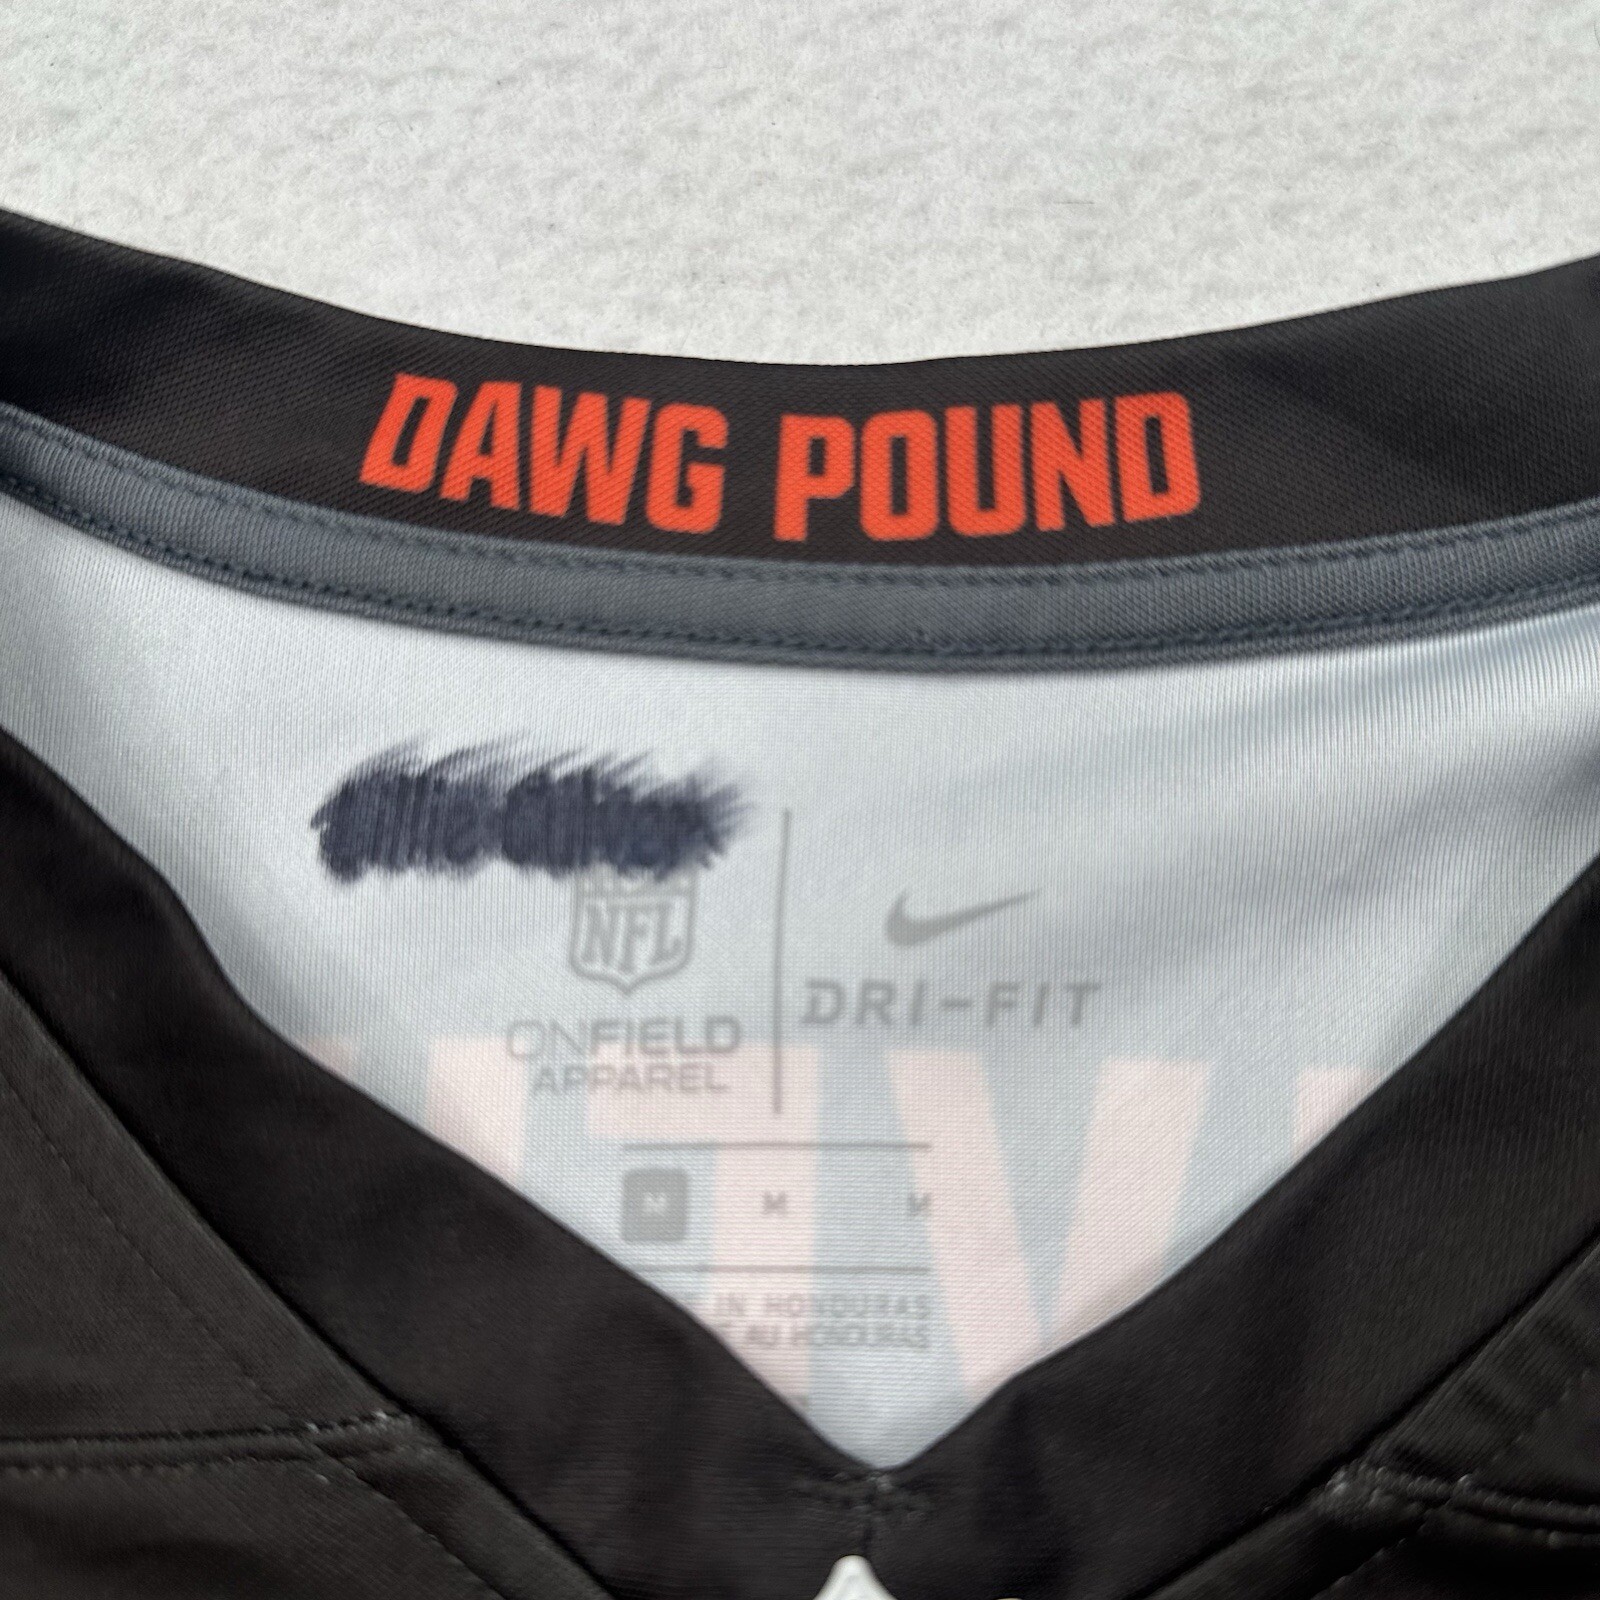 DAWG POUND
NFL
DRI-FIT
ONFIELD
APPAREL
M M M
IN HONDURAS
AU HONDURAS